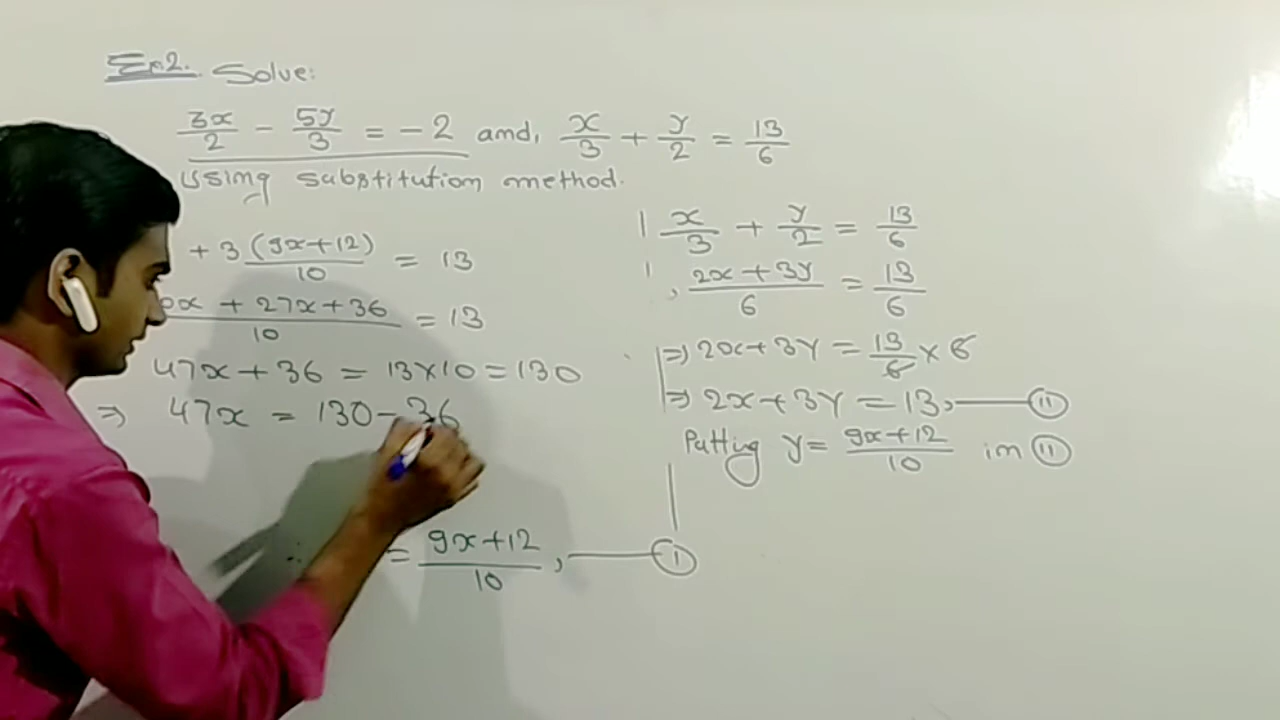 Ex.2. Solve:
3x/2 - 5y/3 = -2 and, x/3 + y/2 = 13/6
using substitution method.
+ 3 (9x+12)/10 = 13
x + 27x + 36 / 10 = 13
47x + 36 = 13 x 10 = 130
⇒ 47x = 130 - 36
∴ = 9x+12/10, —— (1)
x/3 + y/2 = 13/6
, 2x + 3y / 6 = 13/6
⇒ 2x + 3y = 13/6 x 6
⇒ 2x + 3y = 13, —— (11)
Putting y = 9x+12/10 in (11)